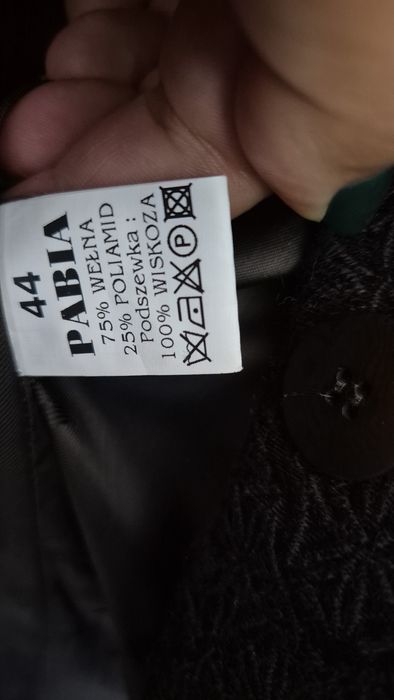 44
PABIA
75% WEŁNA
25% POLIAMID
Podszewka :
100% WISKOZA
P